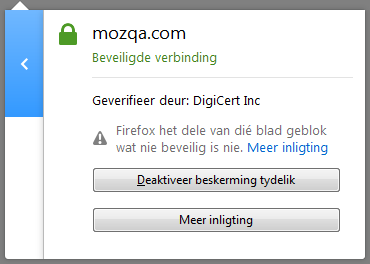 mozqa.com
Beveiligde verbinding
Geverifieer deur: DigiCert Inc
Firefox het dele van dié blad geblok
wat nie beveilig is nie. Meer inligting
Deaktiveer beskerming tydelik
Meer inligting